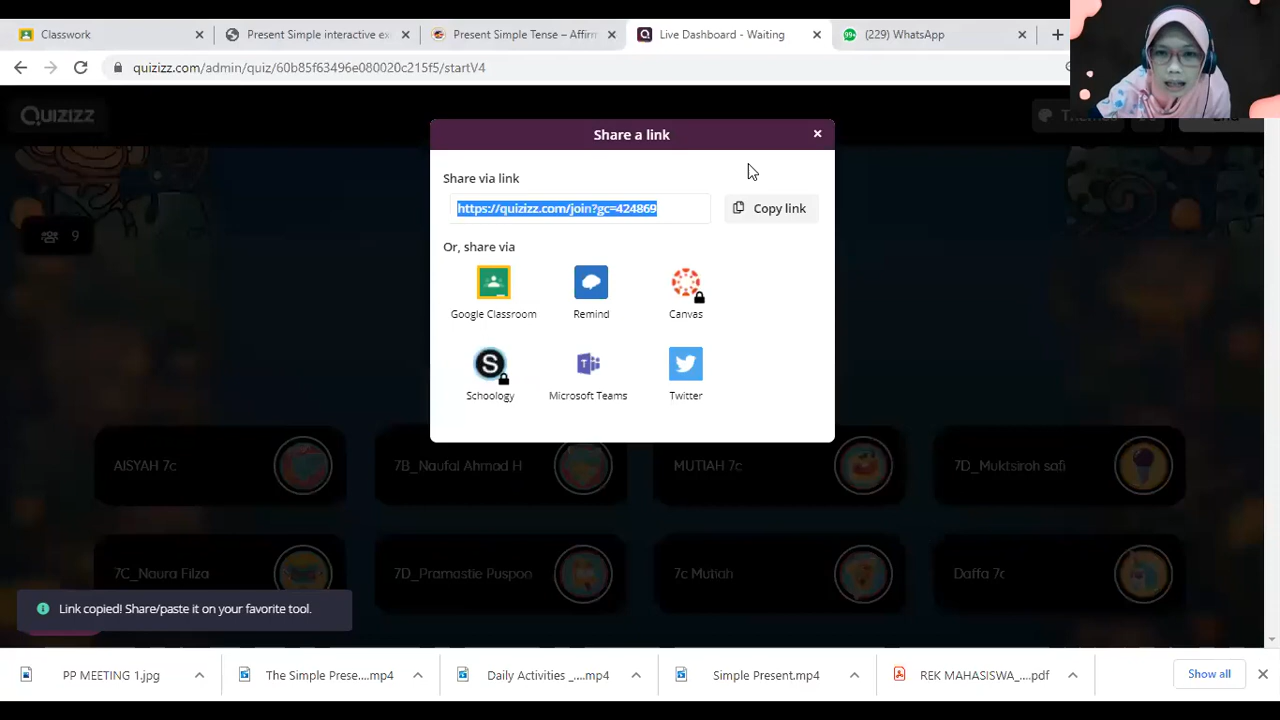 Classwork
Present Simple interactive ex
Present Simple Tense – Affirr
Live Dashboard - Waiting
99+
(229) WhatsApp
quizizz.com/admin/quiz/60b85f63496e080020c215f5/startV4
Quizizz
Share a link
Share via link
https://quizizz.com/join?gc=424869
Copy link
9
Or, share via
Google Classroom
Remind
Canvas
S
Schoology
T
Microsoft Teams
Twitter
AISYAH 7c
7B_Naufal Ahmad H
MUTIAH 7c
7D_Muktsiroh safi
7C_Naura Filza
7D_Pramastie Puspon
7c Mutiah
Daffa 7c
Link copied! Share/paste it on your favorite tool.
PP MEETING 1.jpg
The Simple Prese....mp4
Daily Activities _....mp4
Simple Present.mp4
REK MAHASISWA_....pdf
Show all